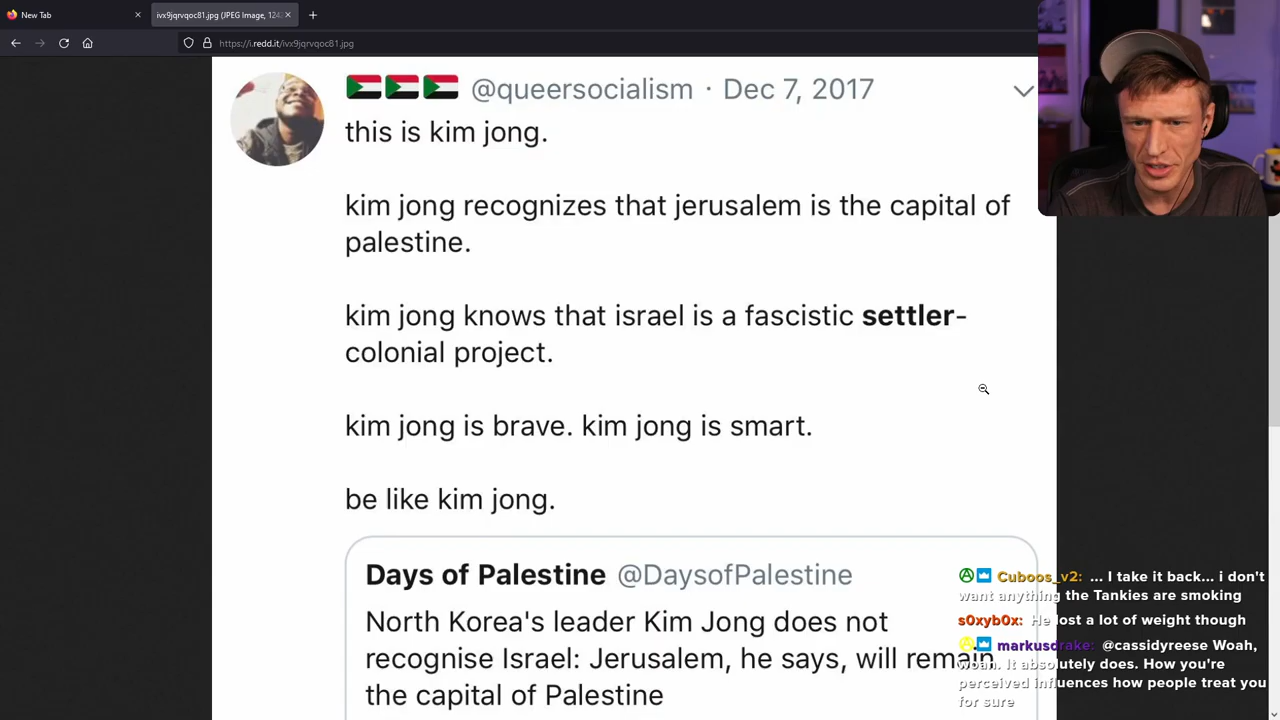 New Tab
ivx9jqrvqoc81.jpg (JPEG Image, 124
https://i.redd.it/ivx9jqrvqoc81.jpg
@queersocialism · Dec 7, 2017
this is kim jong.
kim jong recognizes that jerusalem is the capital of
palestine.
kim jong knows that israel is a fascistic settler-
colonial project.
kim jong is brave. kim jong is smart.
be like kim jong.
Days of Palestine @DaysofPalestine
North Korea's leader Kim Jong does not
recognise Israel: Jerusalem, he says, will remain
the capital of Palestine
Cuboos_v2: ... I take it back... i don't
want anything the Tankies are smoking
s0xyb0x: He lost a lot of weight though
markusdrake: @cassidyreese Woah,
woah. It absolutely does. How you're
perceived influences how people treat you
for sure